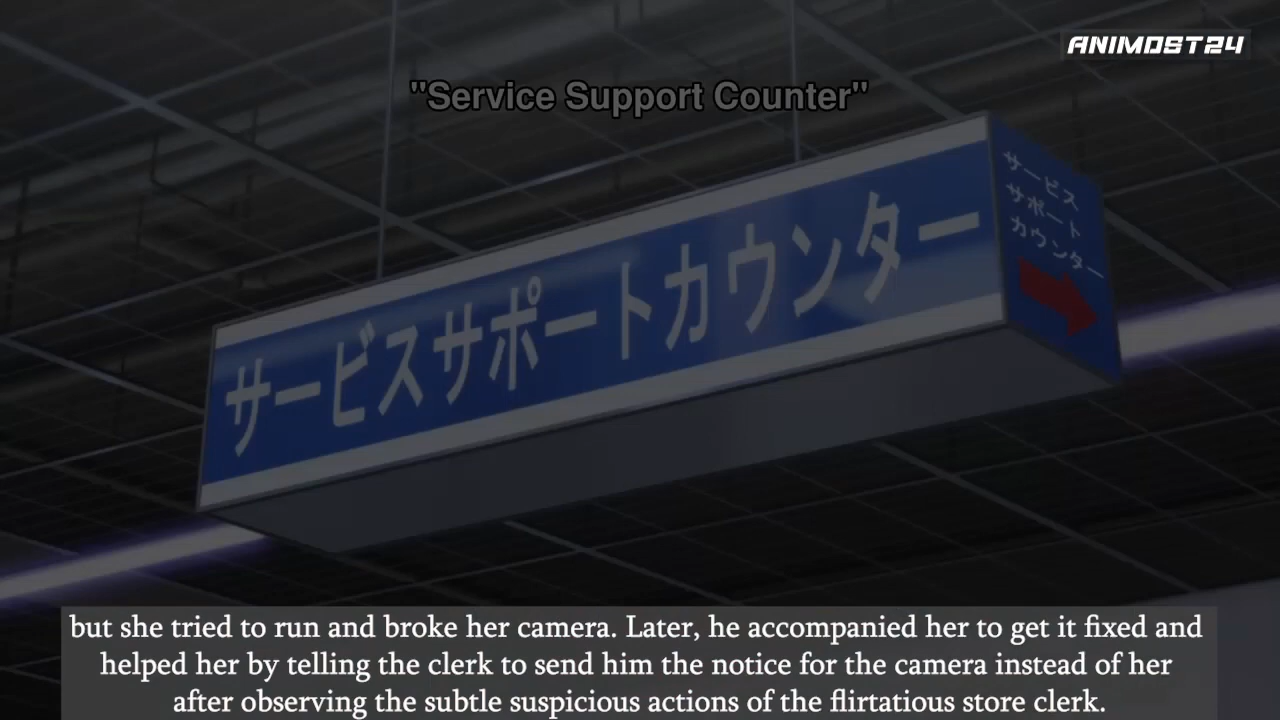 ANIMOST24
"Service Support Counter"
サービスサポートカウンター
サービス
サポート
カウンター
but she tried to run and broke her camera. Later, he accompanied her to get it fixed and
helped her by telling the clerk to send him the notice for the camera instead of her
after observing the subtle suspicious actions of the flirtatious store clerk.